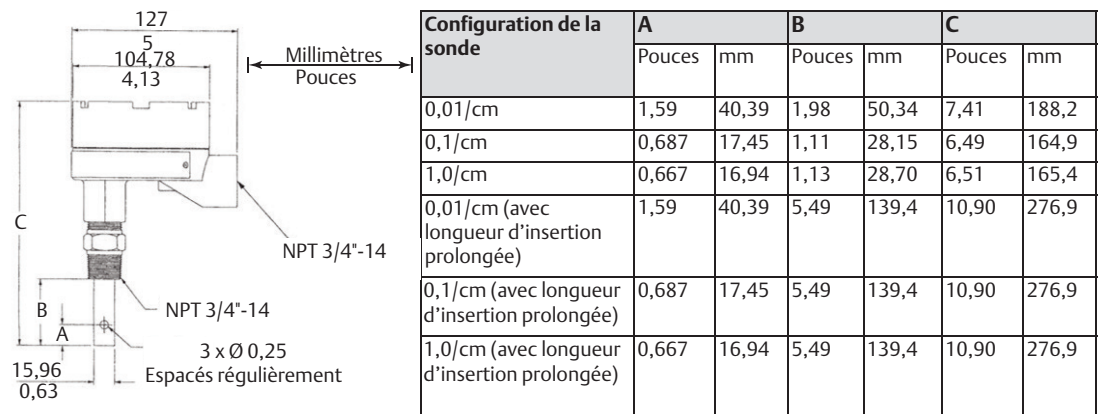 127
5
104,78
4,13
Millimètres
Pouces
C
NPT 3/4"-14
B
NPT 3/4"-14
A
3 x Ø 0,25
Espacés régulièrement
15,96
0,63
Configuration de la sonde A B C
Pouces mm Pouces mm Pouces mm
0,01/cm 1,59 40,39 1,98 50,34 7,41 188,2
0,1/cm 0,687 17,45 1,11 28,15 6,49 164,9
1,0/cm 0,667 16,94 1,13 28,70 6,51 165,4
0,01/cm (avec longueur d’insertion prolongée) 1,59 40,39 5,49 139,4 10,90 276,9
0,1/cm (avec longueur d’insertion prolongée) 0,687 17,45 5,49 139,4 10,90 276,9
1,0/cm (avec longueur d’insertion prolongée) 0,667 16,94 5,49 139,4 10,90 276,9